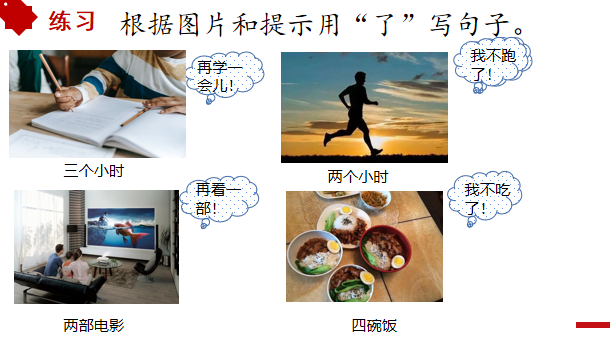 练习
根据图片和提示用“了”写句子。
再学一
会儿！
三个小时
我不跑
了！
两个小时
再看一
部！
两部电影
我不吃
了！
四碗饭